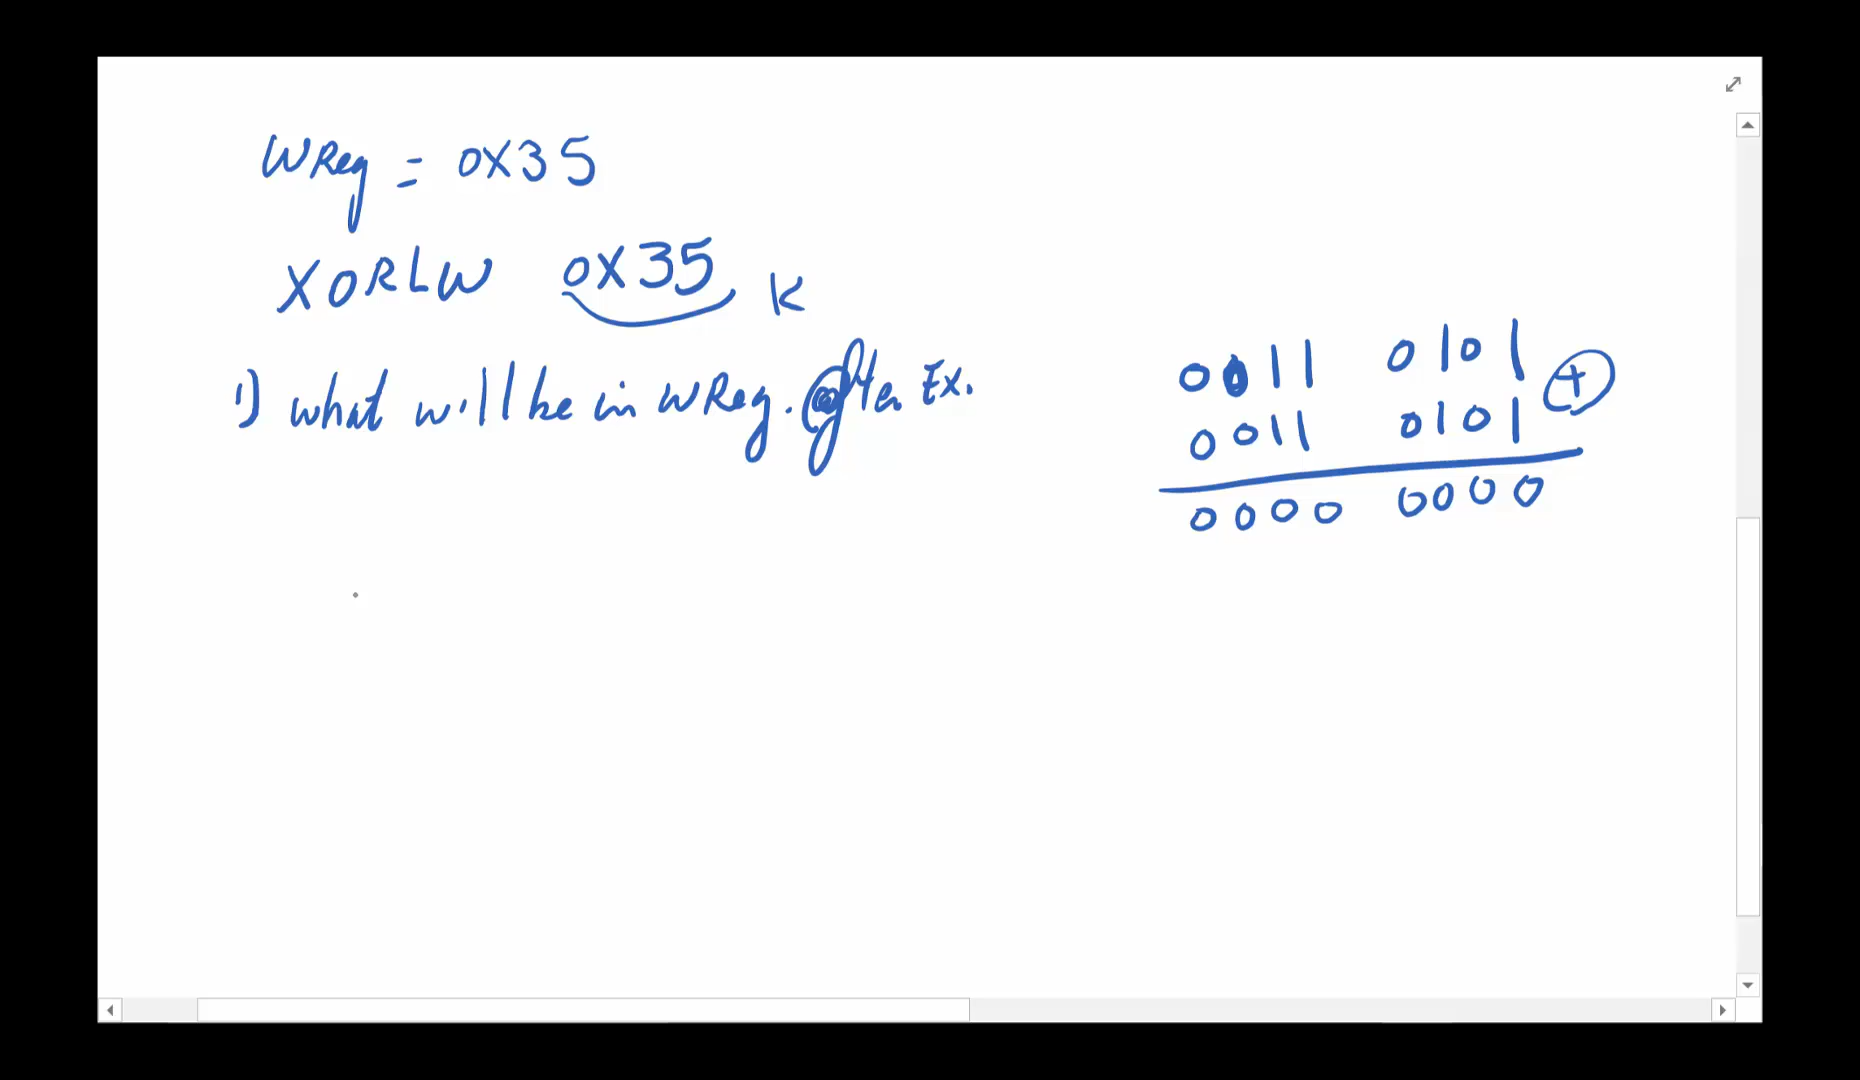 WReg = 0X35
XORLW 0X35 K
1) what will be in WReg. after Ex.
0011 0101 +
0011 0101
0000 0000